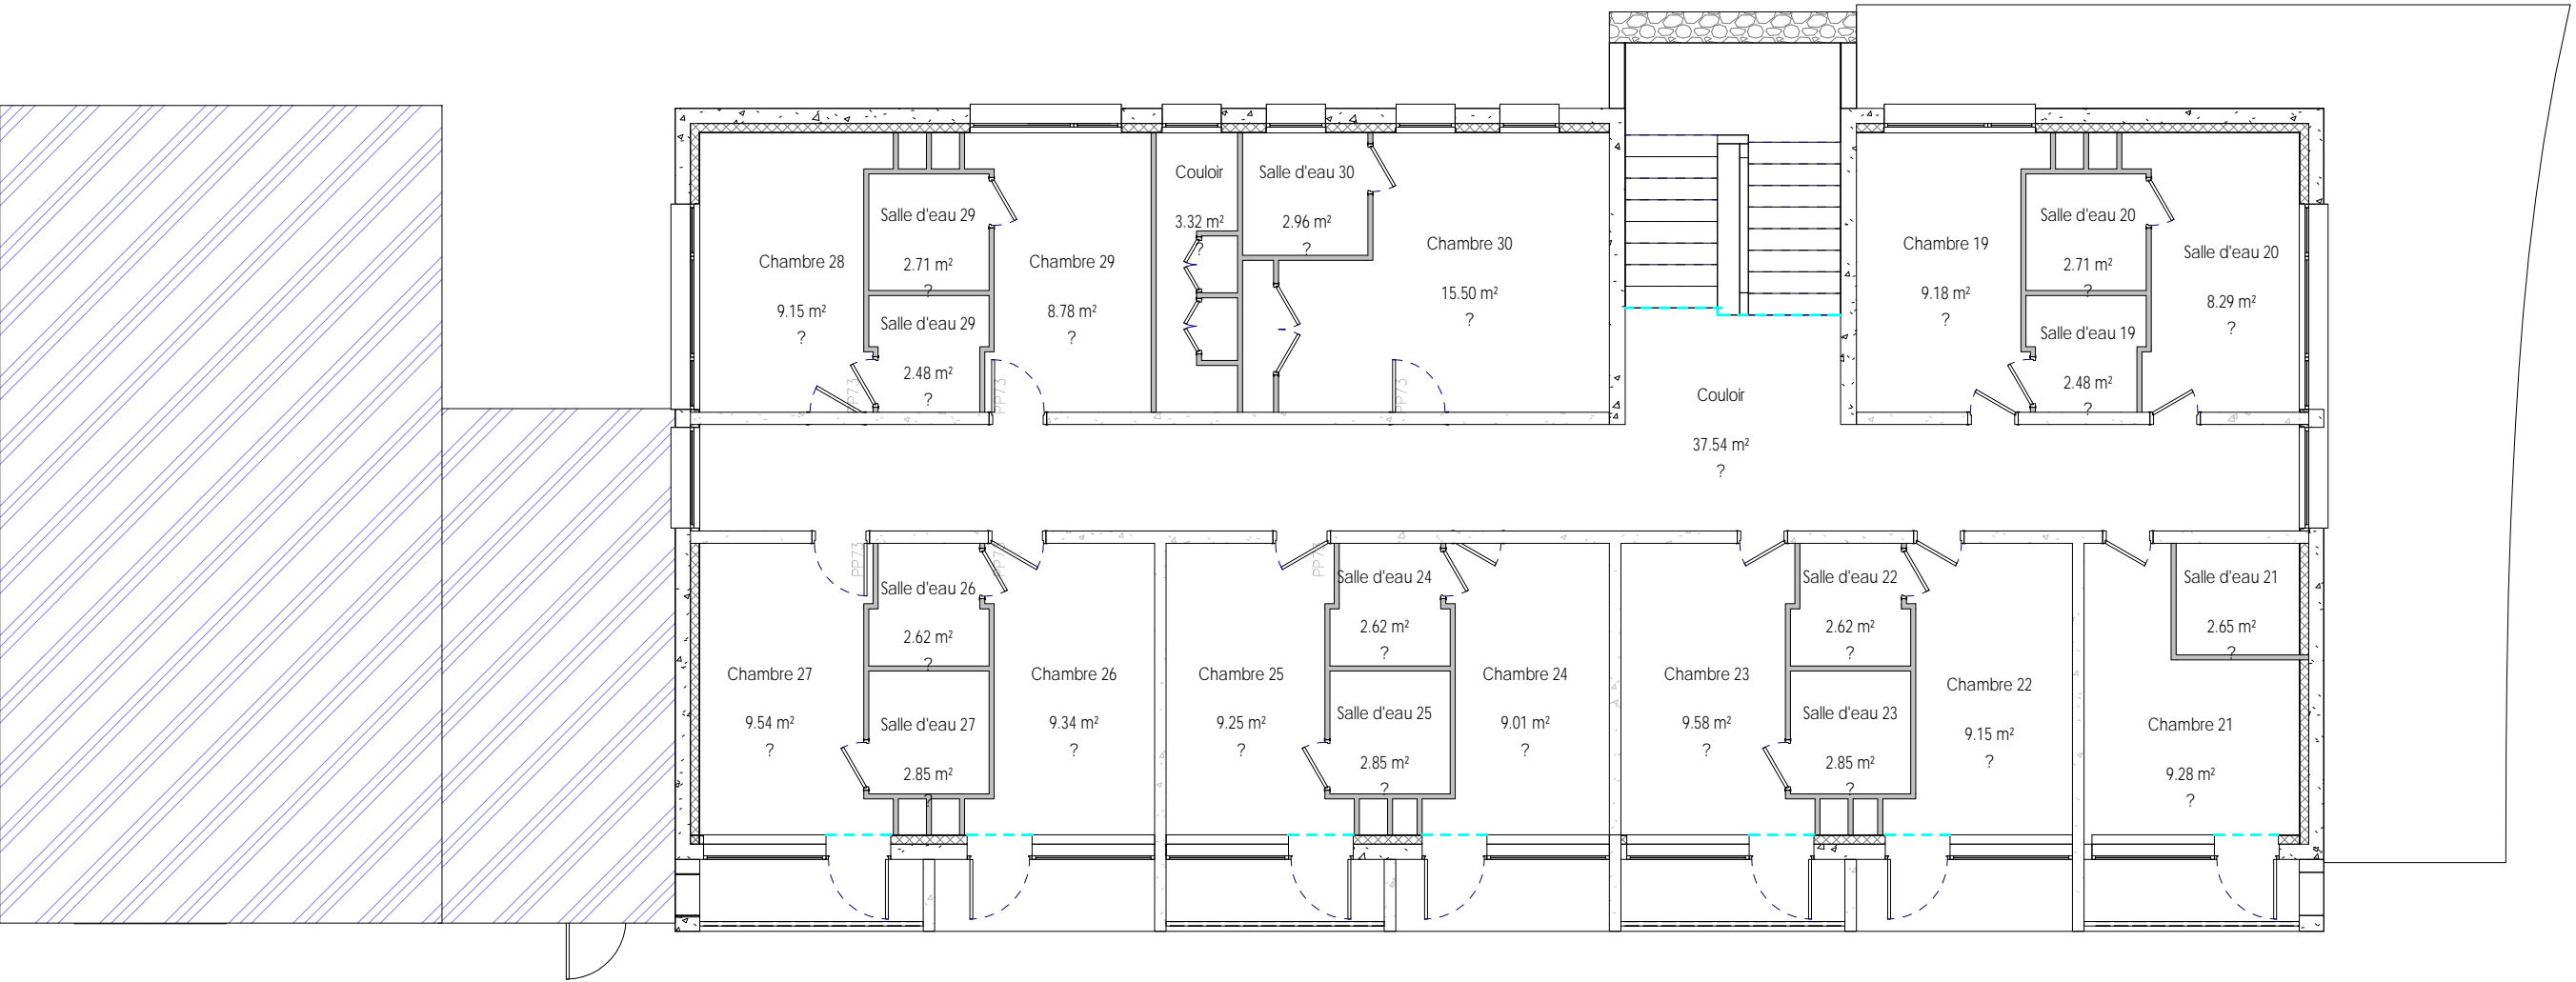 Couloir
3.32 m²
?
Salle d'eau 30
2.96 m²
?
Salle d'eau 29
2.71 m²
?
Salle d'eau 20
2.71 m²
?
Chambre 28
9.15 m²
?
Chambre 29
8.78 m²
?
Chambre 30
15.50 m²
?
Chambre 19
9.18 m²
?
Salle d'eau 20
8.29 m²
?
Salle d'eau 29
2.48 m²
?
Salle d'eau 19
2.48 m²
?
PP73
PP73
PP73
Couloir
37.54 m²
?
PP73
PP73
PP73
Salle d'eau 26
2.62 m²
?
Salle d'eau 24
2.62 m²
?
Salle d'eau 22
2.62 m²
?
Salle d'eau 21
2.65 m²
?
Chambre 27
9.54 m²
?
Chambre 26
9.34 m²
?
Chambre 25
9.25 m²
?
Chambre 24
9.01 m²
?
Chambre 23
9.58 m²
?
Chambre 22
9.15 m²
?
Salle d'eau 27
2.85 m²
?
Salle d'eau 25
2.85 m²
?
Salle d'eau 23
2.85 m²
?
Chambre 21
9.28 m²
?